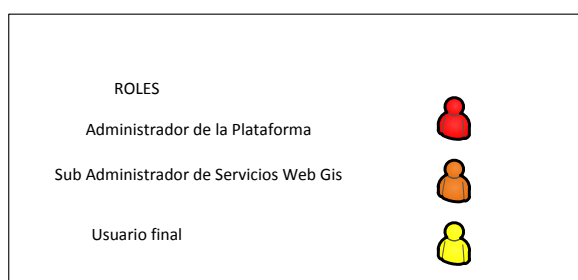 ROLES
Administrador de la Plataforma
Sub Administrador de Servicios Web Gis
Usuario final